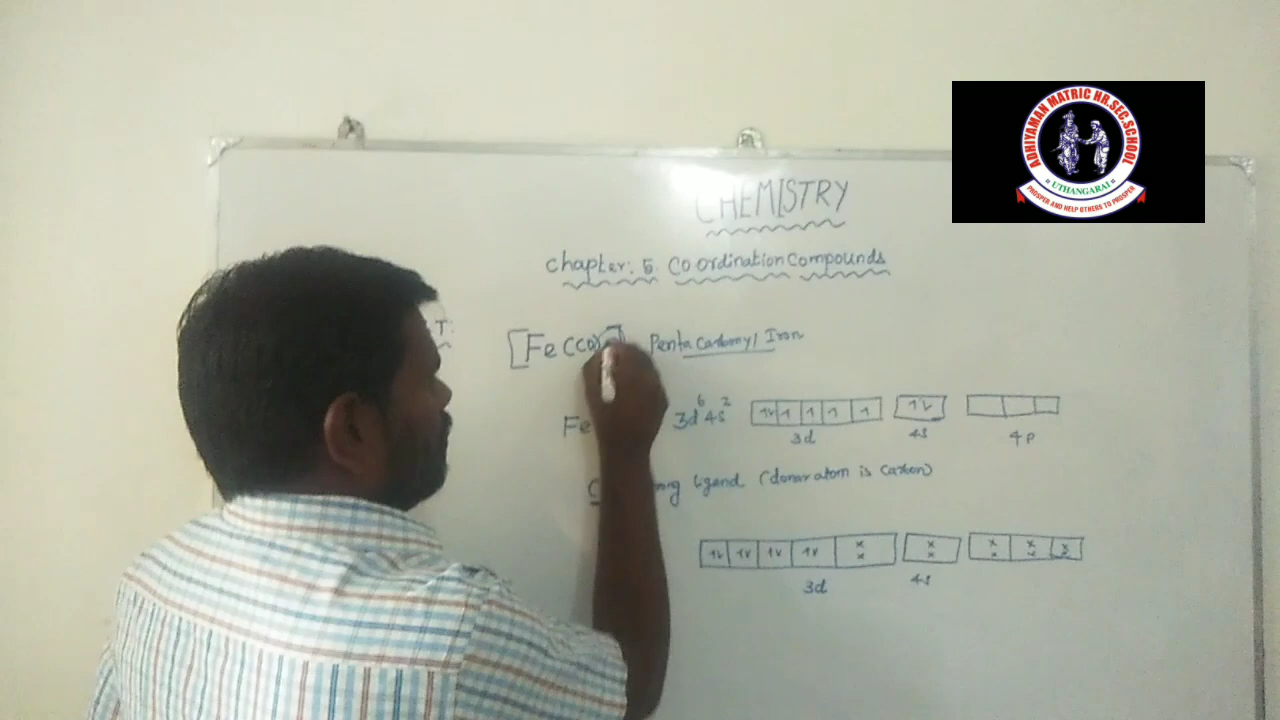 ADHIYAMAN MATRIC HR.SEC.SCHOOL
UTHANGARAI
PROSPER AND HELP OTHERS TO PROSPER
CHEMISTRY
Chapter: 5. Coordination Compounds
T:
[Fe(CO) Penta Carbonyl Iron
Fe 3d⁶ 4s² 3d 4s 4p
ligand (donor atom is Carbon)
3d 4s